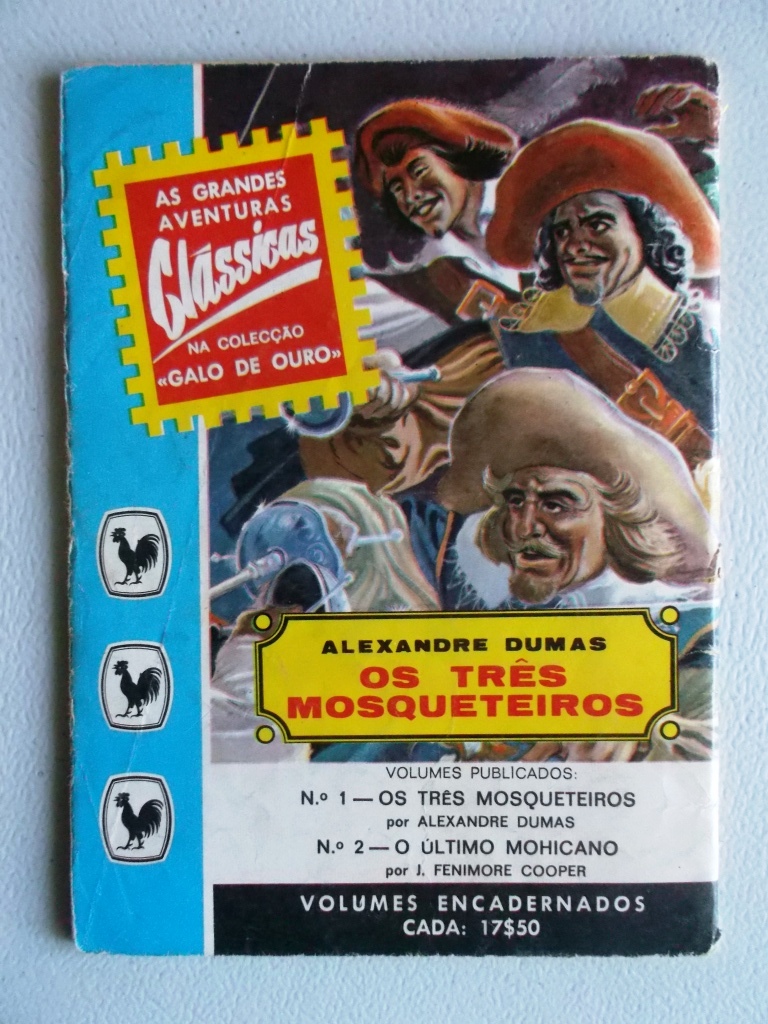 AS GRANDES
AVENTURAS
Clássicas
NA COLECÇÃO
«GALO DE OURO»
ALEXANDRE DUMAS
OS TRÊS
MOSQUETEIROS
VOLUMES PUBLICADOS:
N.º 1 — OS TRÊS MOSQUETEIROS
por ALEXANDRE DUMAS
N.º 2 — O ÚLTIMO MOHICANO
por J. FENIMORE COOPER
VOLUMES ENCADERNADOS
CADA: 17$50